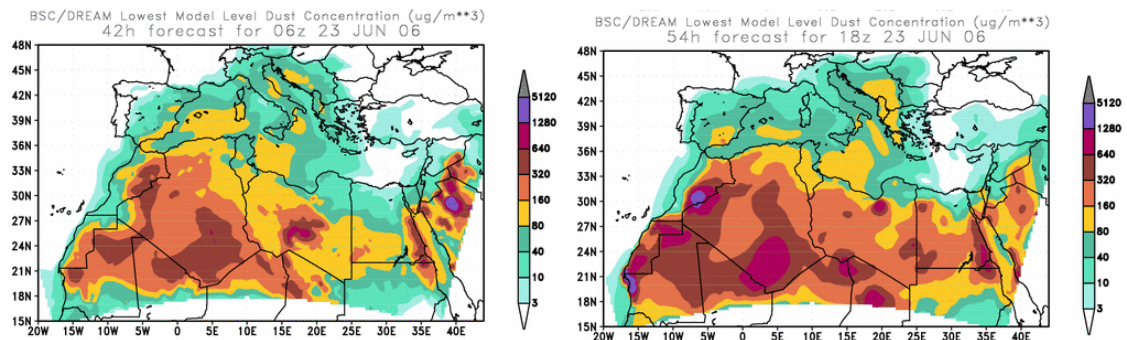 BSC/DREAM Lowest Model Level Dust Concentration (ug/m**3)
42h forecast for 06z 23 JUN 06
48N
45N
42N
39N
36N
33N
30N
27N
24N
21N
18N
15N
20W 15W 10W 5W 0 5E 10E 15E 20E 25E 30E 35E 40E
5120
1280
640
320
160
80
40
10
3
BSC/DREAM Lowest Model Level Dust Concentration (ug/m**3)
54h forecast for 18z 23 JUN 06
48N
45N
42N
39N
36N
33N
30N
27N
24N
21N
18N
15N
20W 15W 10W 5W 0 5E 10E 15E 20E 25E 30E 35E 40E
5120
1280
640
320
160
80
40
10
3